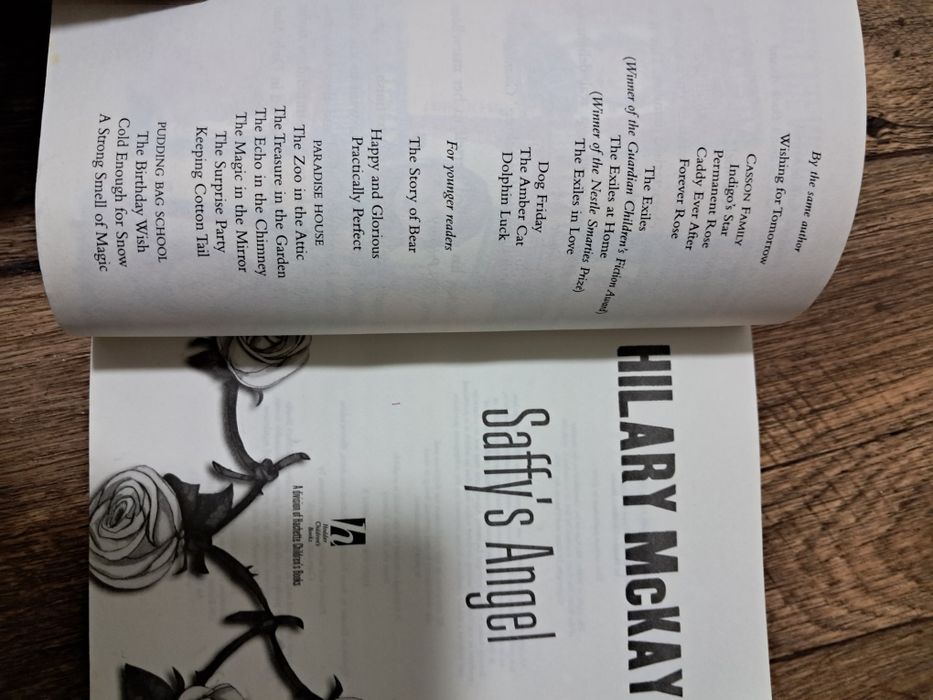 By the same author
Wishing for Tomorrow
CASSON FAMILY
Indigo's Star
Permanent Rose
Caddy Ever After
Forever Rose
The Exiles
(Winner of the Guardian Children's Fiction Award)
The Exiles at Home
(Winner of the Nestle Smarties Prize)
The Exiles in Love
Dog Friday
The Amber Cat
Dolphin Luck
For younger readers
The Story of Bear
Happy and Glorious
Practically Perfect
PARADISE HOUSE
The Zoo in the Attic
The Treasure in the Garden
The Echo in the Chimney
The Magic in the Mirror
The Surprise Party
Keeping Cotton Tail
PUDDING BAG SCHOOL
The Birthday Wish
Cold Enough for Snow
A Strong Smell of Magic
HILARY McKAY
Saffy's Angel
h
Hodder
Children's
Books
A division of Hachette Children's Books